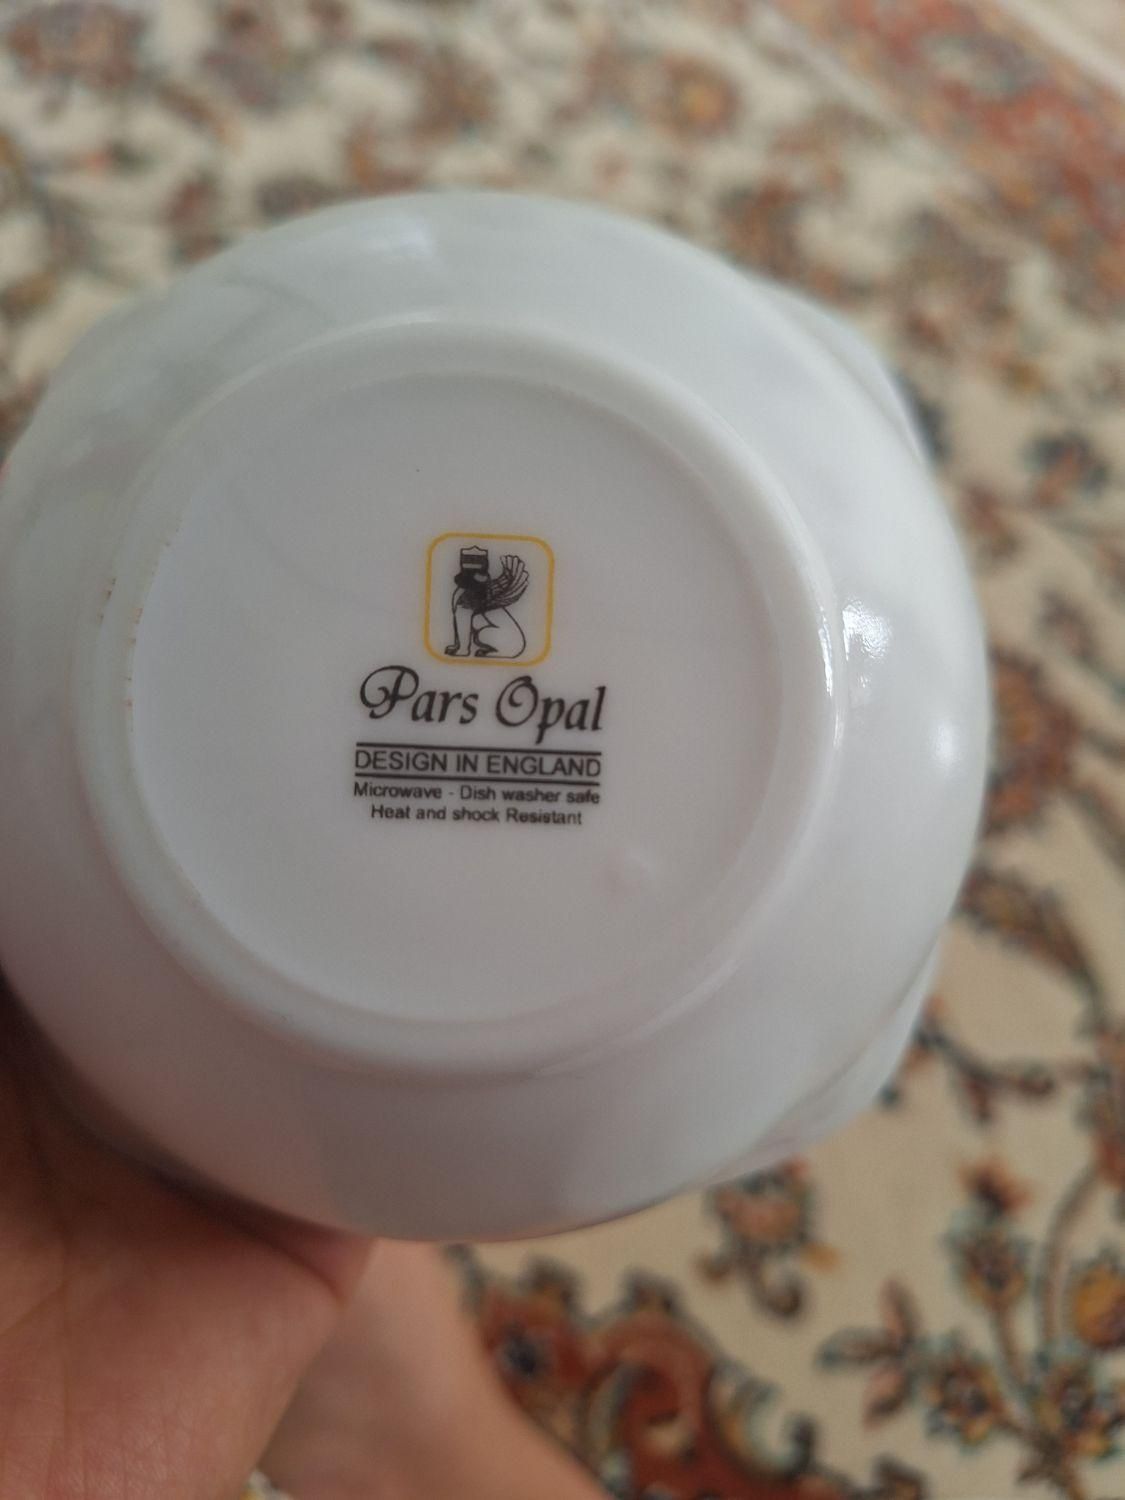 Pars Opal
DESIGN IN ENGLAND
Microwave - Dish washer safe
Heat and shock Resistant